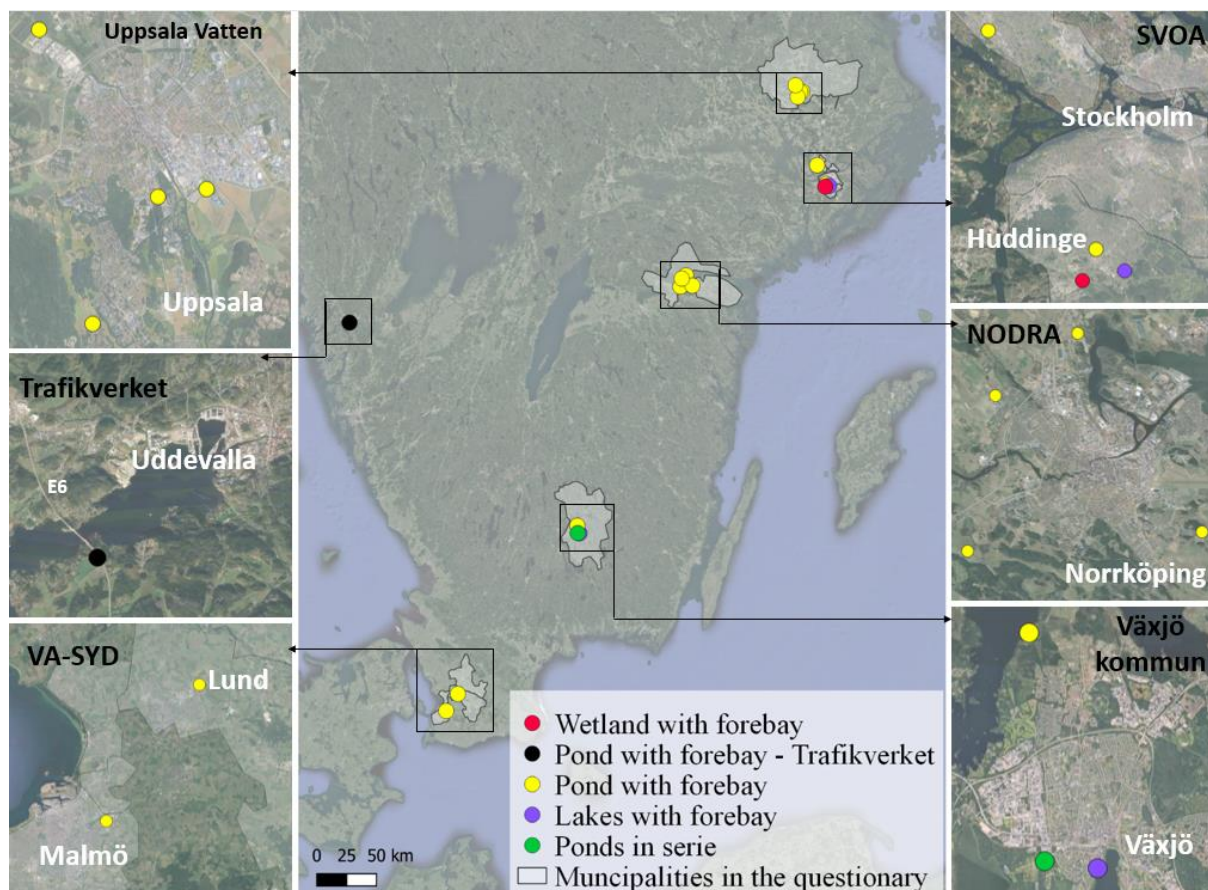 Uppsala Vatten
Uppsala
Trafikverket
Uddevalla
E6
VA-SYD
Lund
Malmö
SVOA
Stockholm
Huddinge
NODRA
Norrköping
Växjö
kommun
Växjö
Wetland with forebay
Pond with forebay - Trafikverket
Pond with forebay
Lakes with forebay
Ponds in serie
0 25 50 km
Muncipalities in the questionary